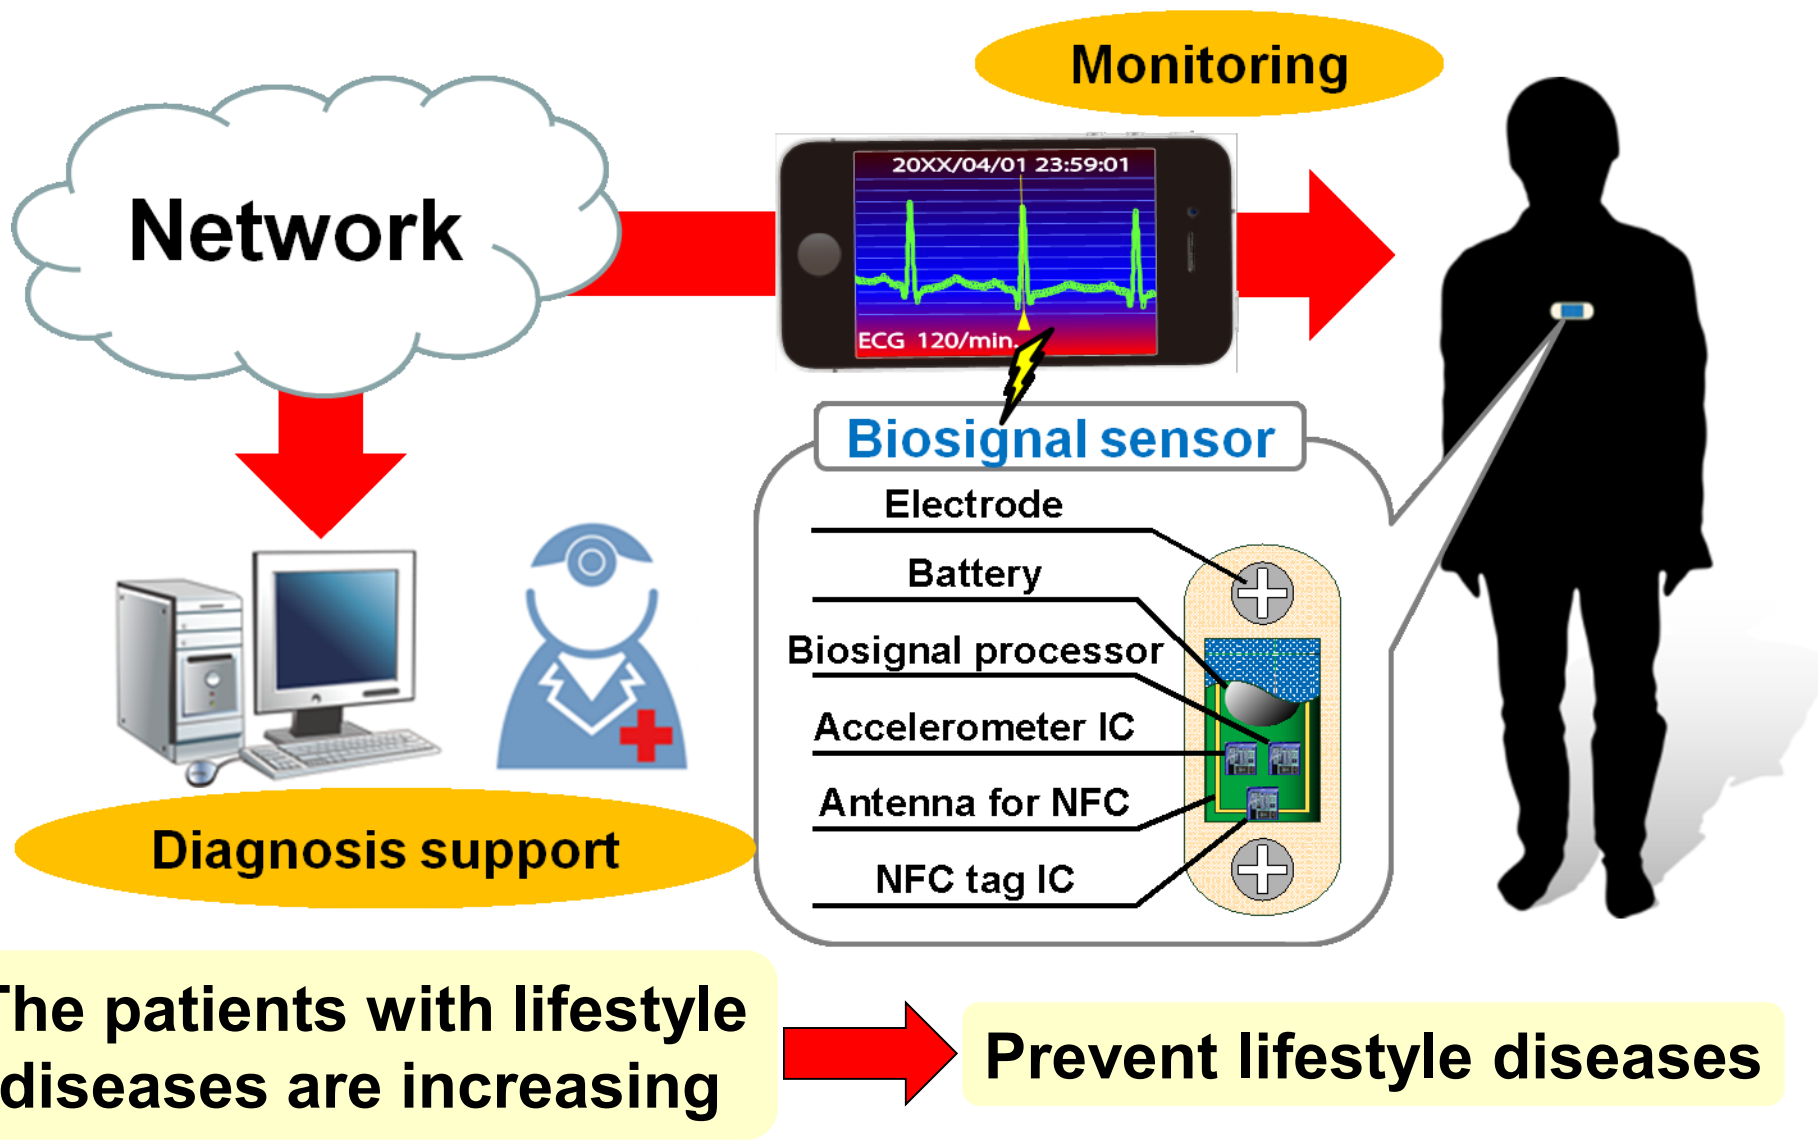 Monitoring
Network
20XX/04/01 23:59:01
ECG 120/min.
Biosignal sensor
Electrode
Battery
Biosignal processor
Accelerometer IC
Antenna for NFC
NFC tag IC
Diagnosis support
The patients with lifestyle
diseases are increasing
Prevent lifestyle diseases